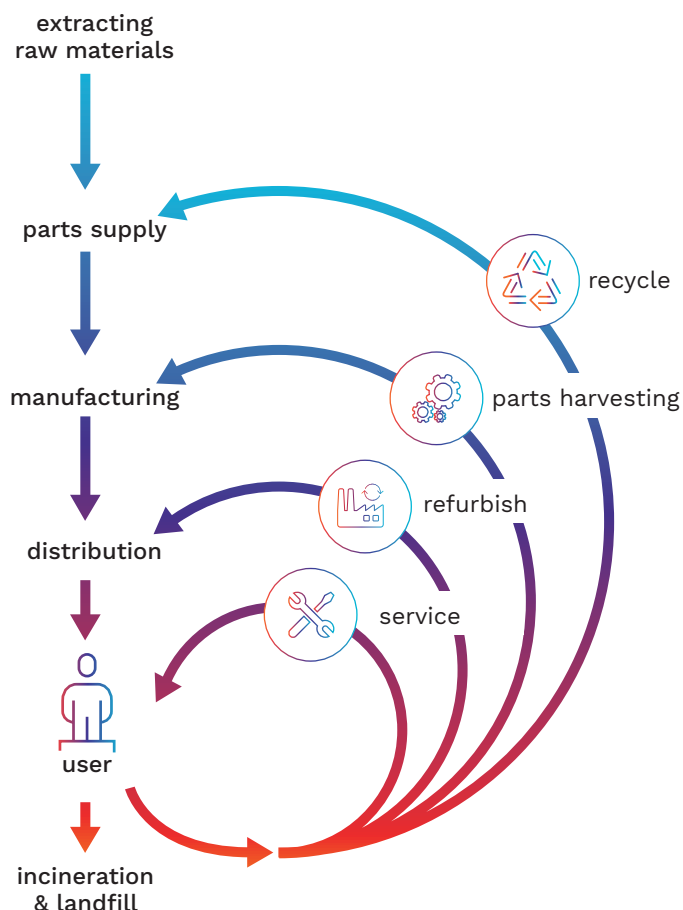 extracting
raw materials
parts supply
recycle
manufacturing
parts harvesting
refurbish
distribution
service
user
incineration
& landfill